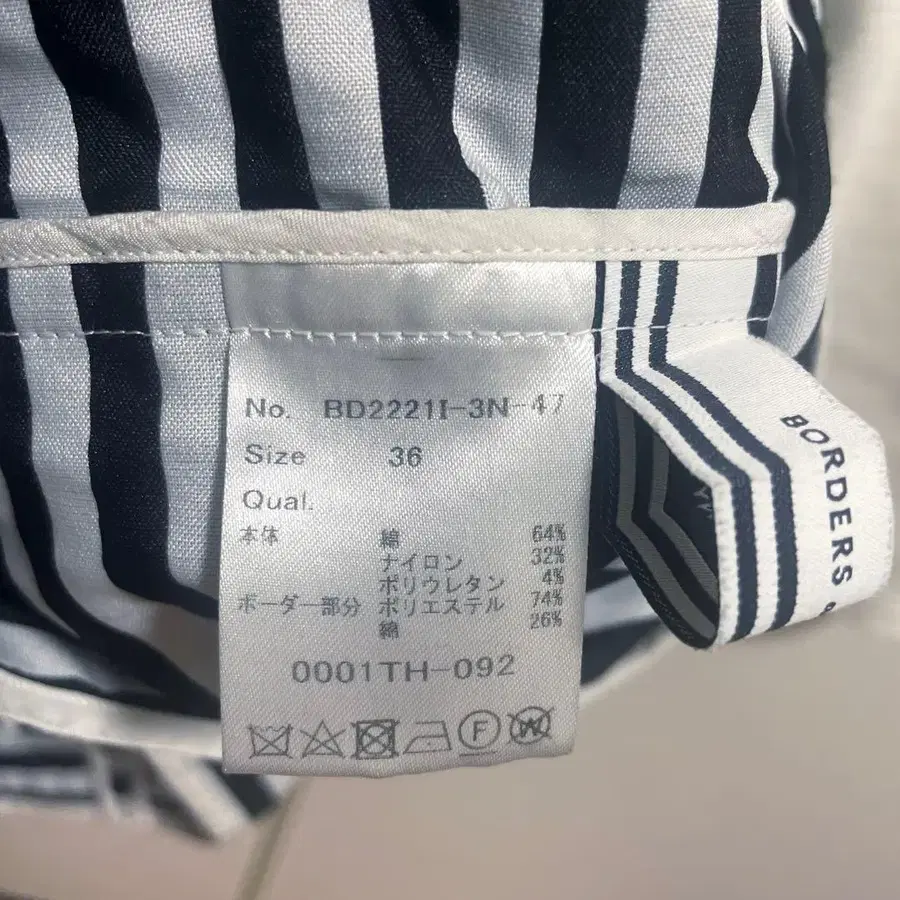 No. BD2221I-3N-47
Size 36
Qual.
本体 綿 64%
ナイロン 32%
ポリウレタン 4%
ボーダー部分 ポリエステル 74%
綿 26%
0001TH-092
F W
BORDERS